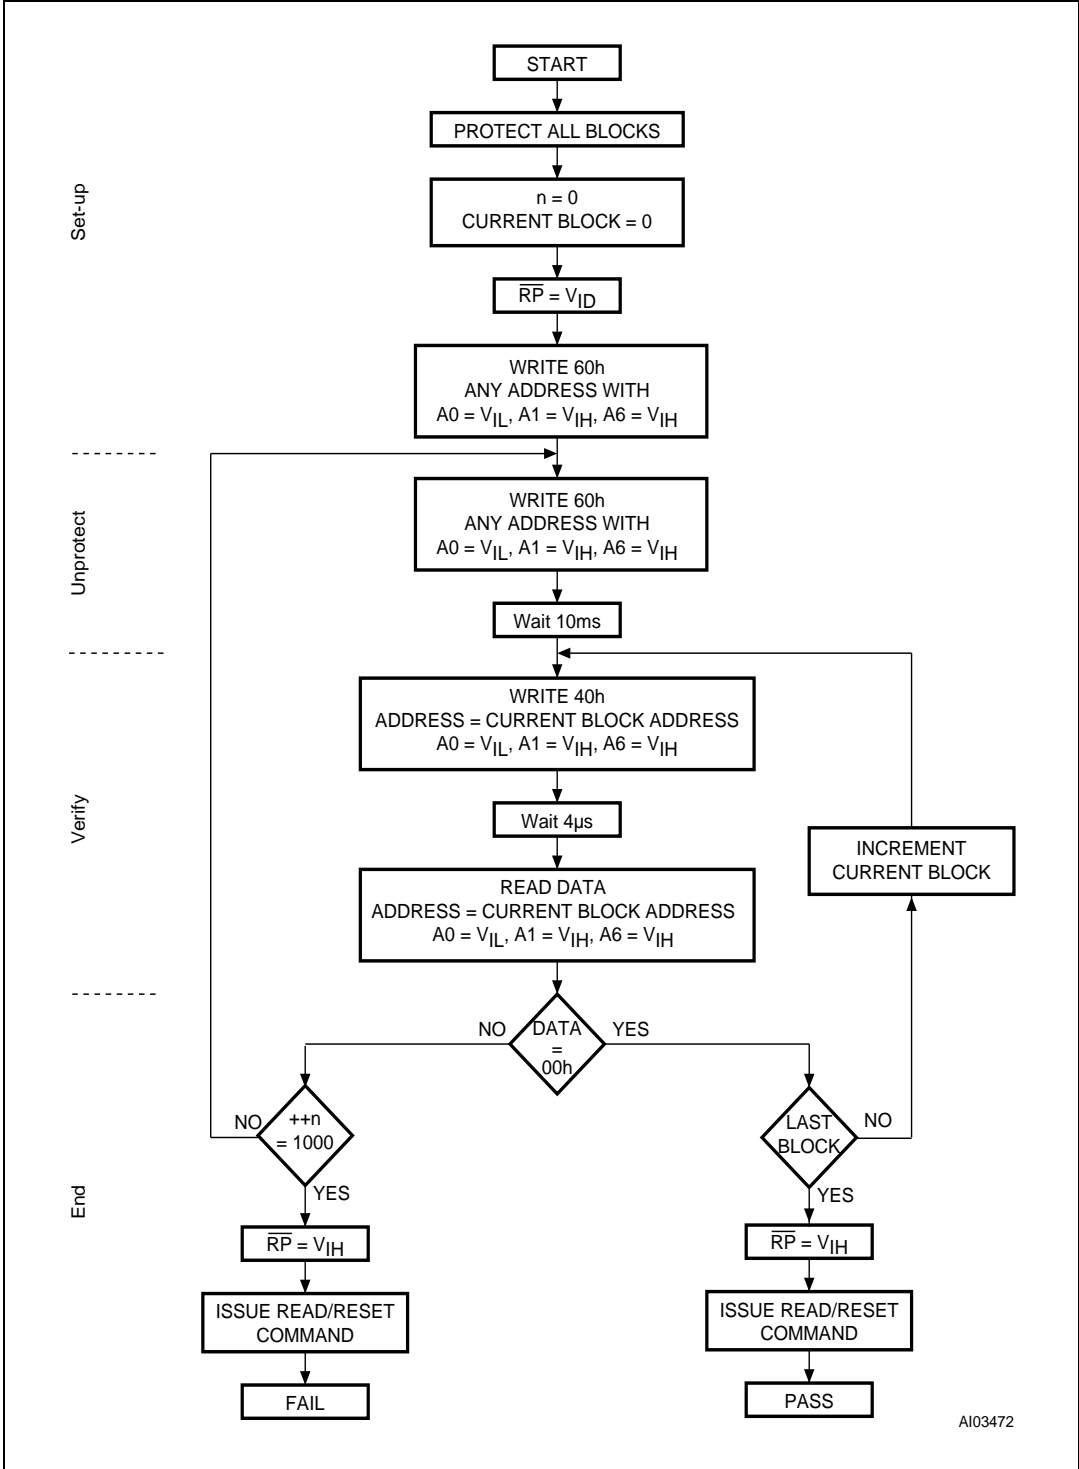 START
PROTECT ALL BLOCKS
Set-up
n = 0
CURRENT BLOCK = 0
RP = VID
WRITE 60h
ANY ADDRESS WITH
A0 = VIL, A1 = VIH, A6 = VIH
Unprotect
WRITE 60h
ANY ADDRESS WITH
A0 = VIL, A1 = VIH, A6 = VIH
Wait 10ms
Verify
WRITE 40h
ADDRESS = CURRENT BLOCK ADDRESS
A0 = VIL, A1 = VIH, A6 = VIH
Wait 4µs
INCREMENT
CURRENT BLOCK
READ DATA
ADDRESS = CURRENT BLOCK ADDRESS
A0 = VIL, A1 = VIH, A6 = VIH
NO
DATA
=
00h
YES
End
NO
++n
= 1000
YES
LAST
BLOCK
NO
YES
RP = VIH
RP = VIH
ISSUE READ/RESET
COMMAND
ISSUE READ/RESET
COMMAND
FAIL
PASS
AI03472